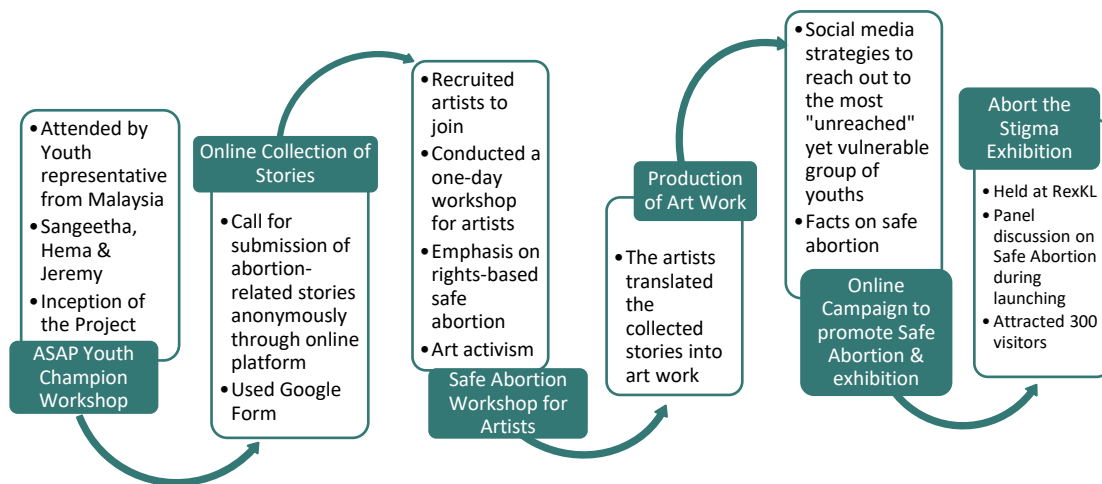 • Attended by
Youth
representative
from Malaysia
• Sangeetha,
Hema &
Jeremy
• Inception of
the Project
ASAP Youth
Champion
Workshop
Online Collection of
Stories
• Call for
submission of
abortion-
related stories
anonymously
through online
platform
• Used Google
Form
• Recruited
artists to
join
• Conducted a
one-day
workshop
for artists
• Emphasis on
rights-based
safe
abortion
• Art activism
Safe Abortion
Workshop for
Artists
Production
of Art Work
• The artists
translated
the
collected
stories into
art work
• Social media
strategies to
reach out to
the most
"unreached"
yet vulnerable
group of
youths
• Facts on safe
abortion
Online
Campaign to
promote Safe
Abortion &
exhibition
Abort the
Stigma
Exhibition
• Held at RexKL
• Panel
discussion on
Safe Abortion
during
launching
• Attracted 300
visitors